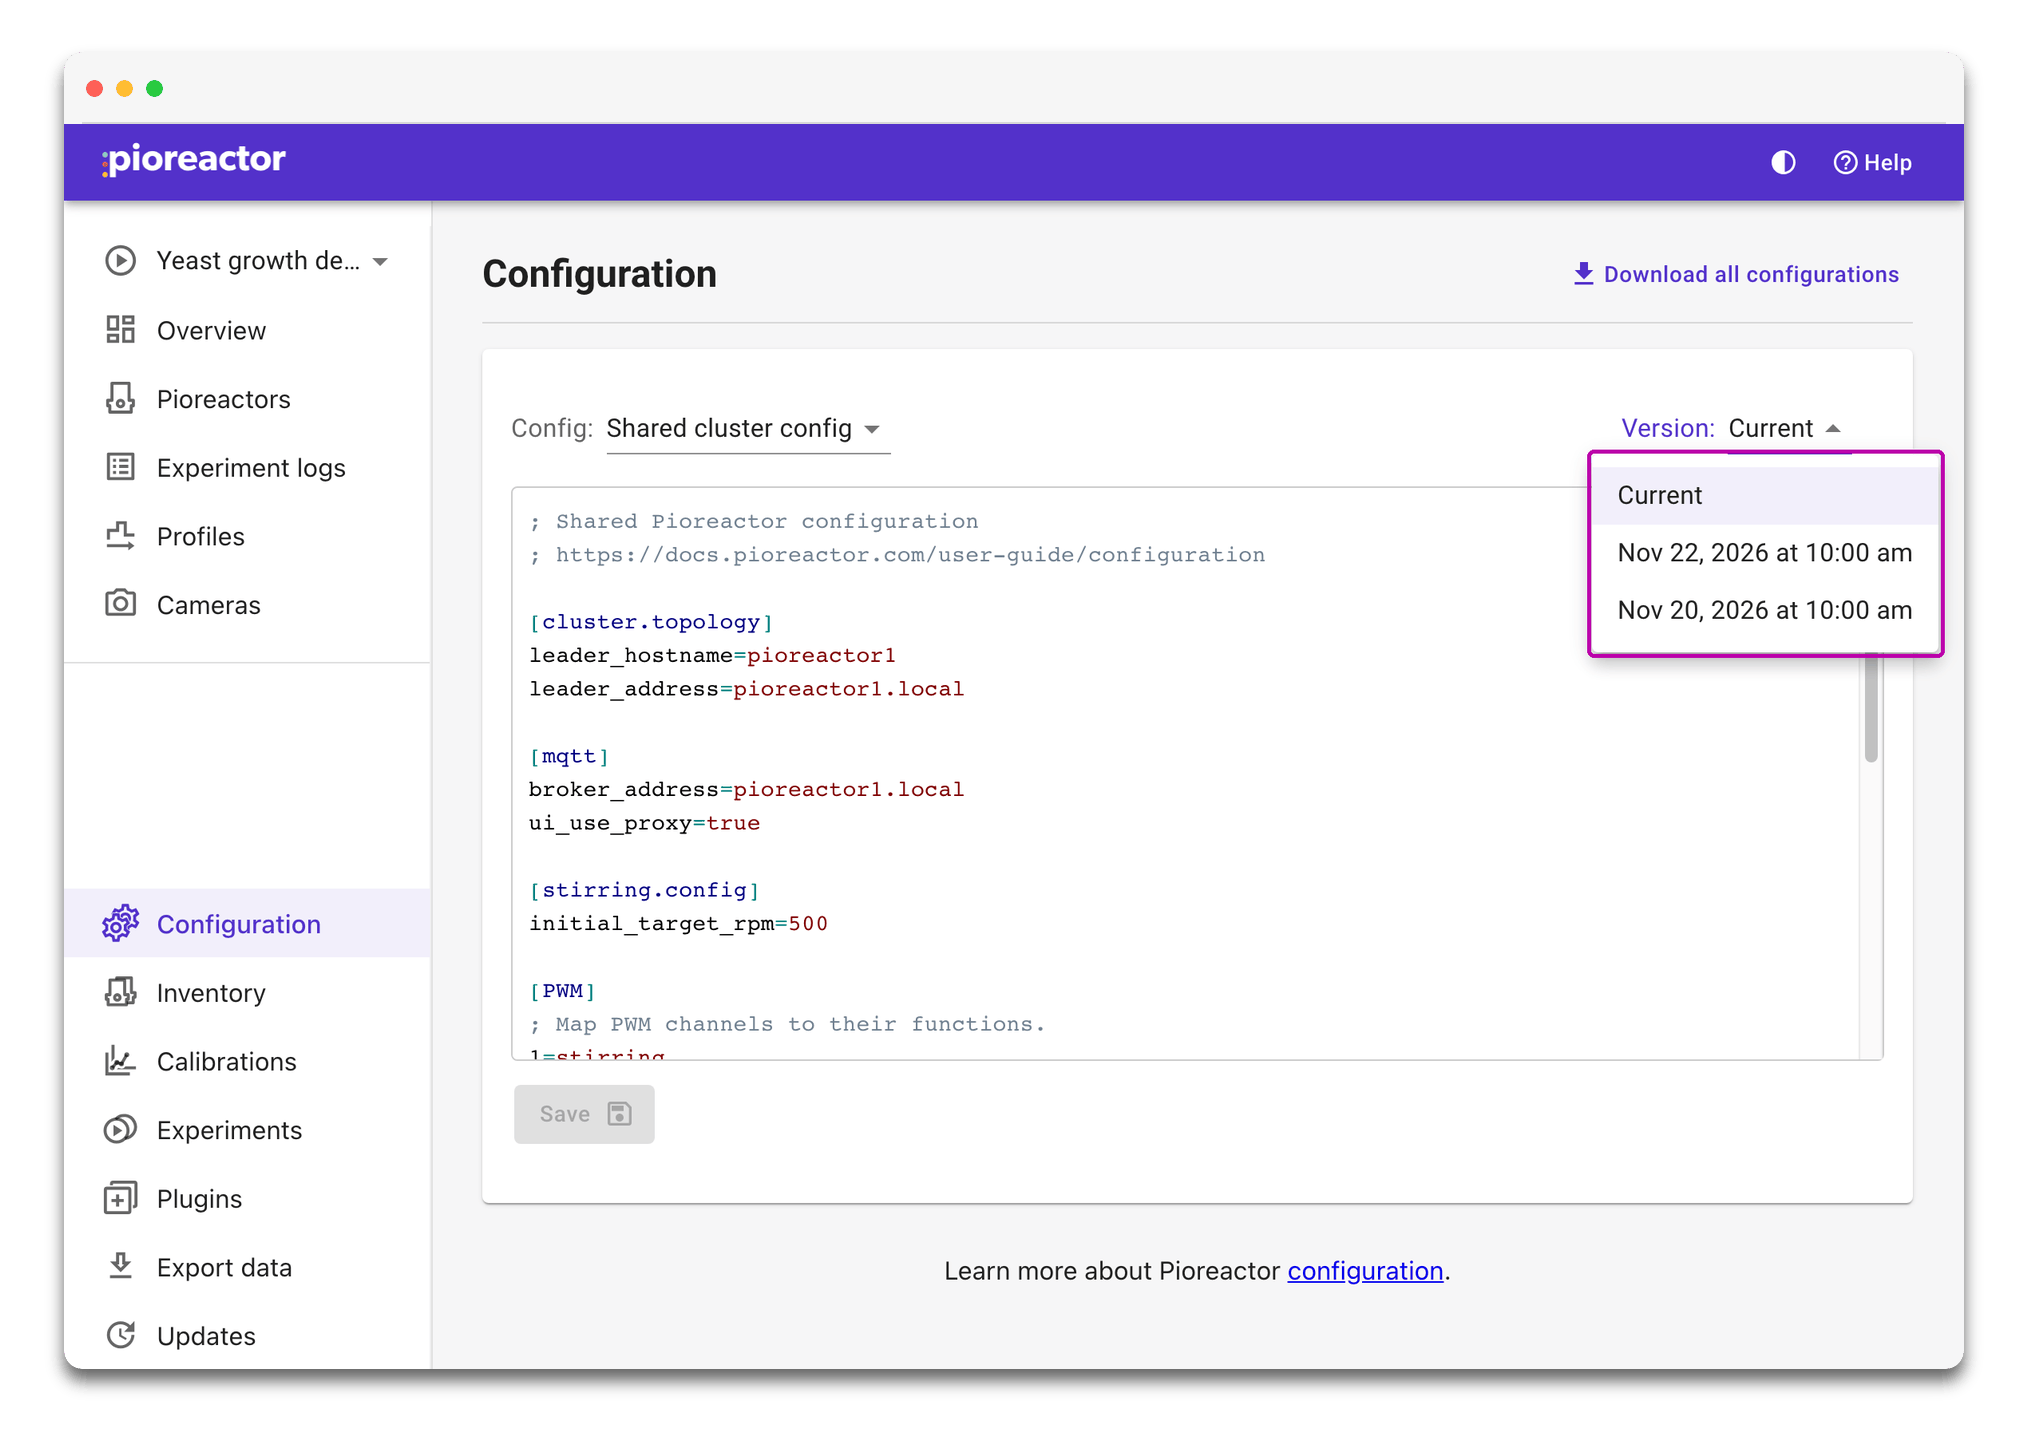 pioreactor
Help
Yeast growth de...
Overview
Pioreactors
Experiment logs
Profiles
Cameras
Configuration
Inventory
Calibrations
Experiments
Plugins
Export data
Updates
Configuration
Download all configurations
Config: Shared cluster config
Version: Current
Current
Nov 22, 2026 at 10:00 am
Nov 20, 2026 at 10:00 am
; Shared Pioreactor configuration
; https://docs.pioreactor.com/user-guide/configuration
[cluster.topology]
leader_hostname=pioreactor1
leader_address=pioreactor1.local
[mqtt]
broker_address=pioreactor1.local
ui_use_proxy=true
[stirring.config]
initial_target_rpm=500
[PWM]
; Map PWM channels to their functions.
1=stirring
Save
Learn more about Pioreactor configuration.